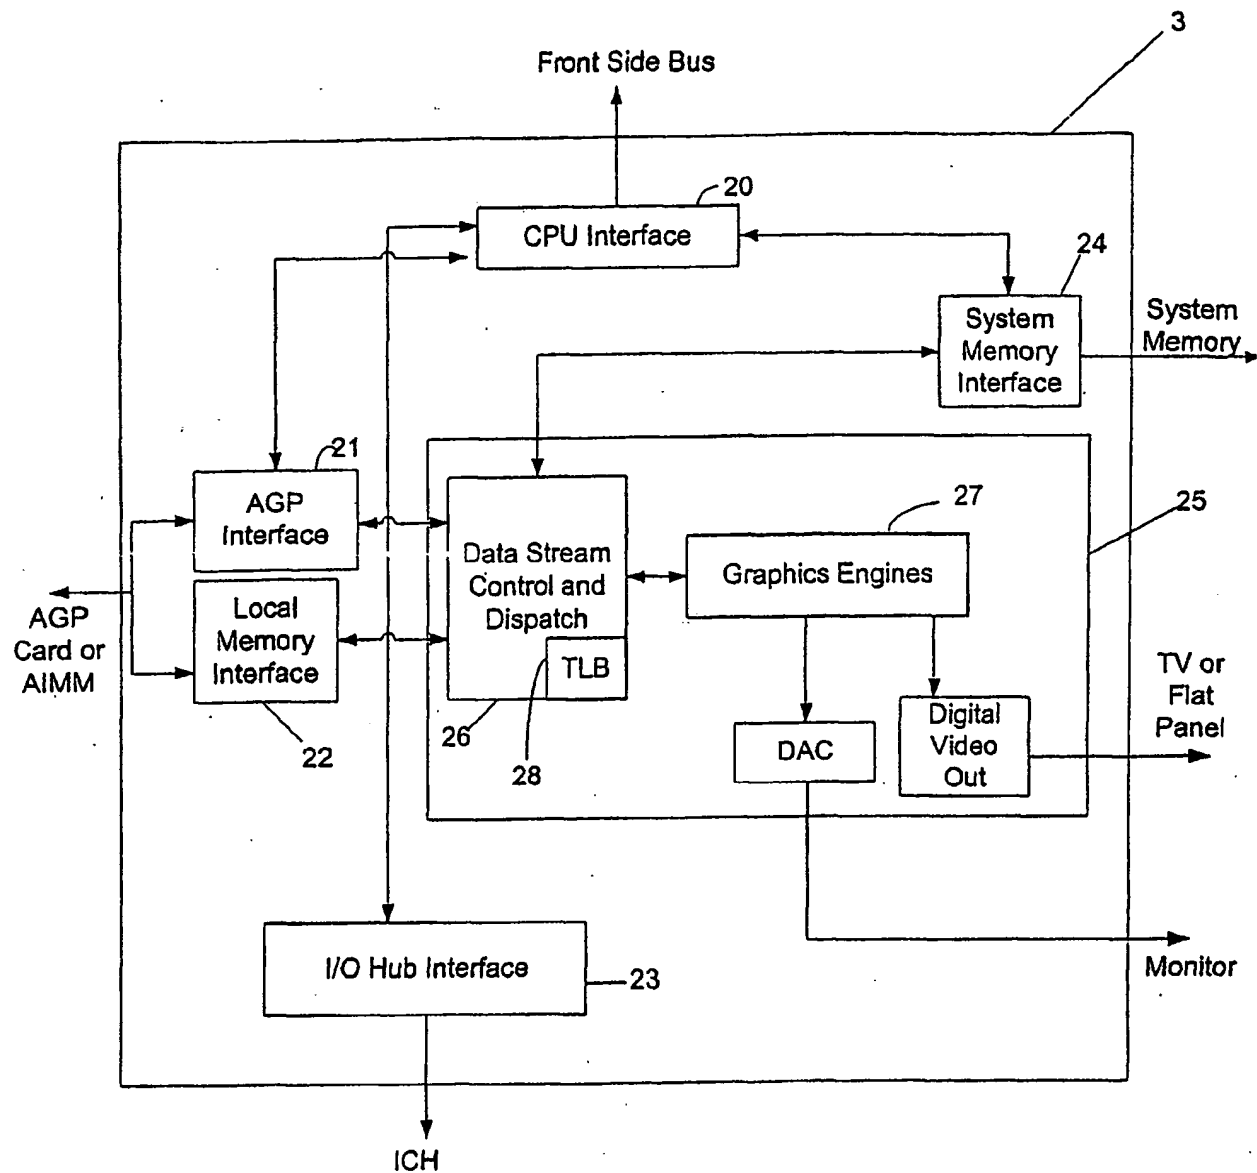 3
Front Side Bus
20
CPU Interface
24
System
Memory
Interface
System
Memory
21
AGP
Interface
27
25
Data Stream
Control and
Dispatch
Graphics Engines
AGP
Card or
AIMM
Local
Memory
Interface
TLB
TV or
Flat
Panel
22
26
28
DAC
Digital
Video
Out
I/O Hub Interface
23
Monitor
ICH